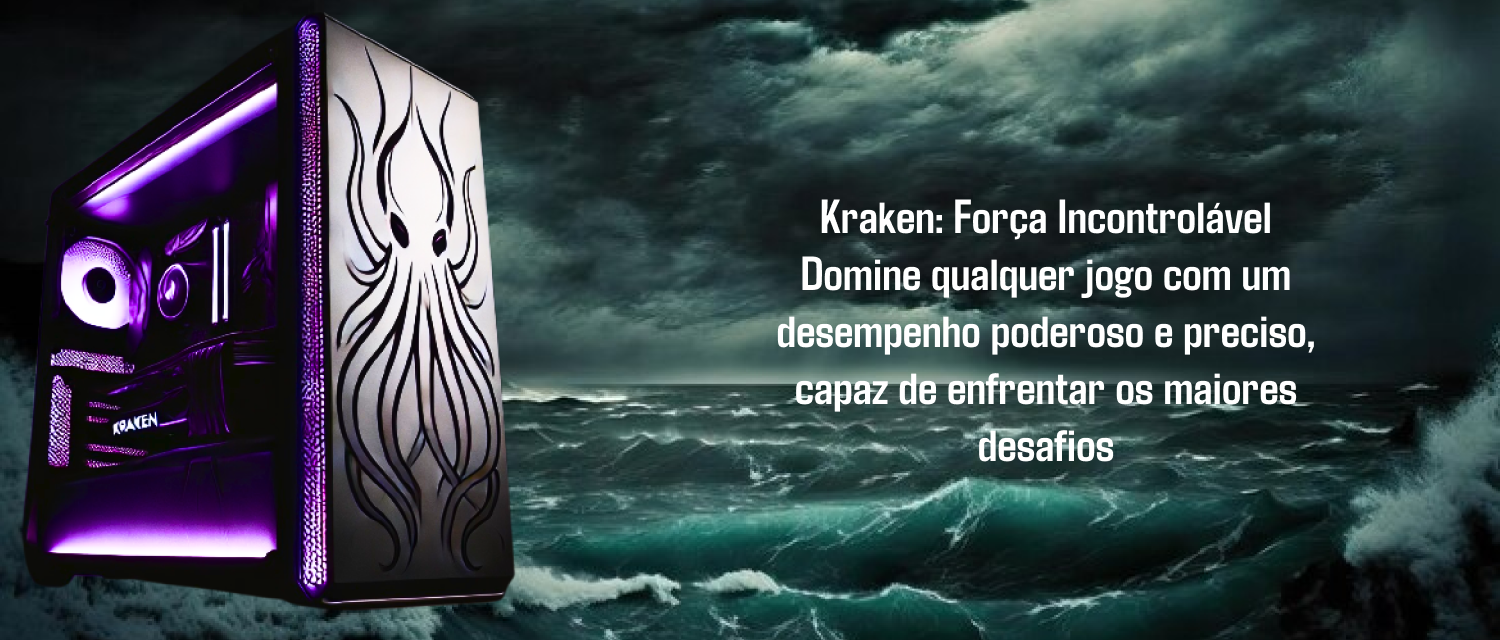 Kraken: Força Incontrolável
Domine qualquer jogo com um
desempenho poderoso e preciso,
capaz de enfrentar os maiores
desafios
KRAKEN